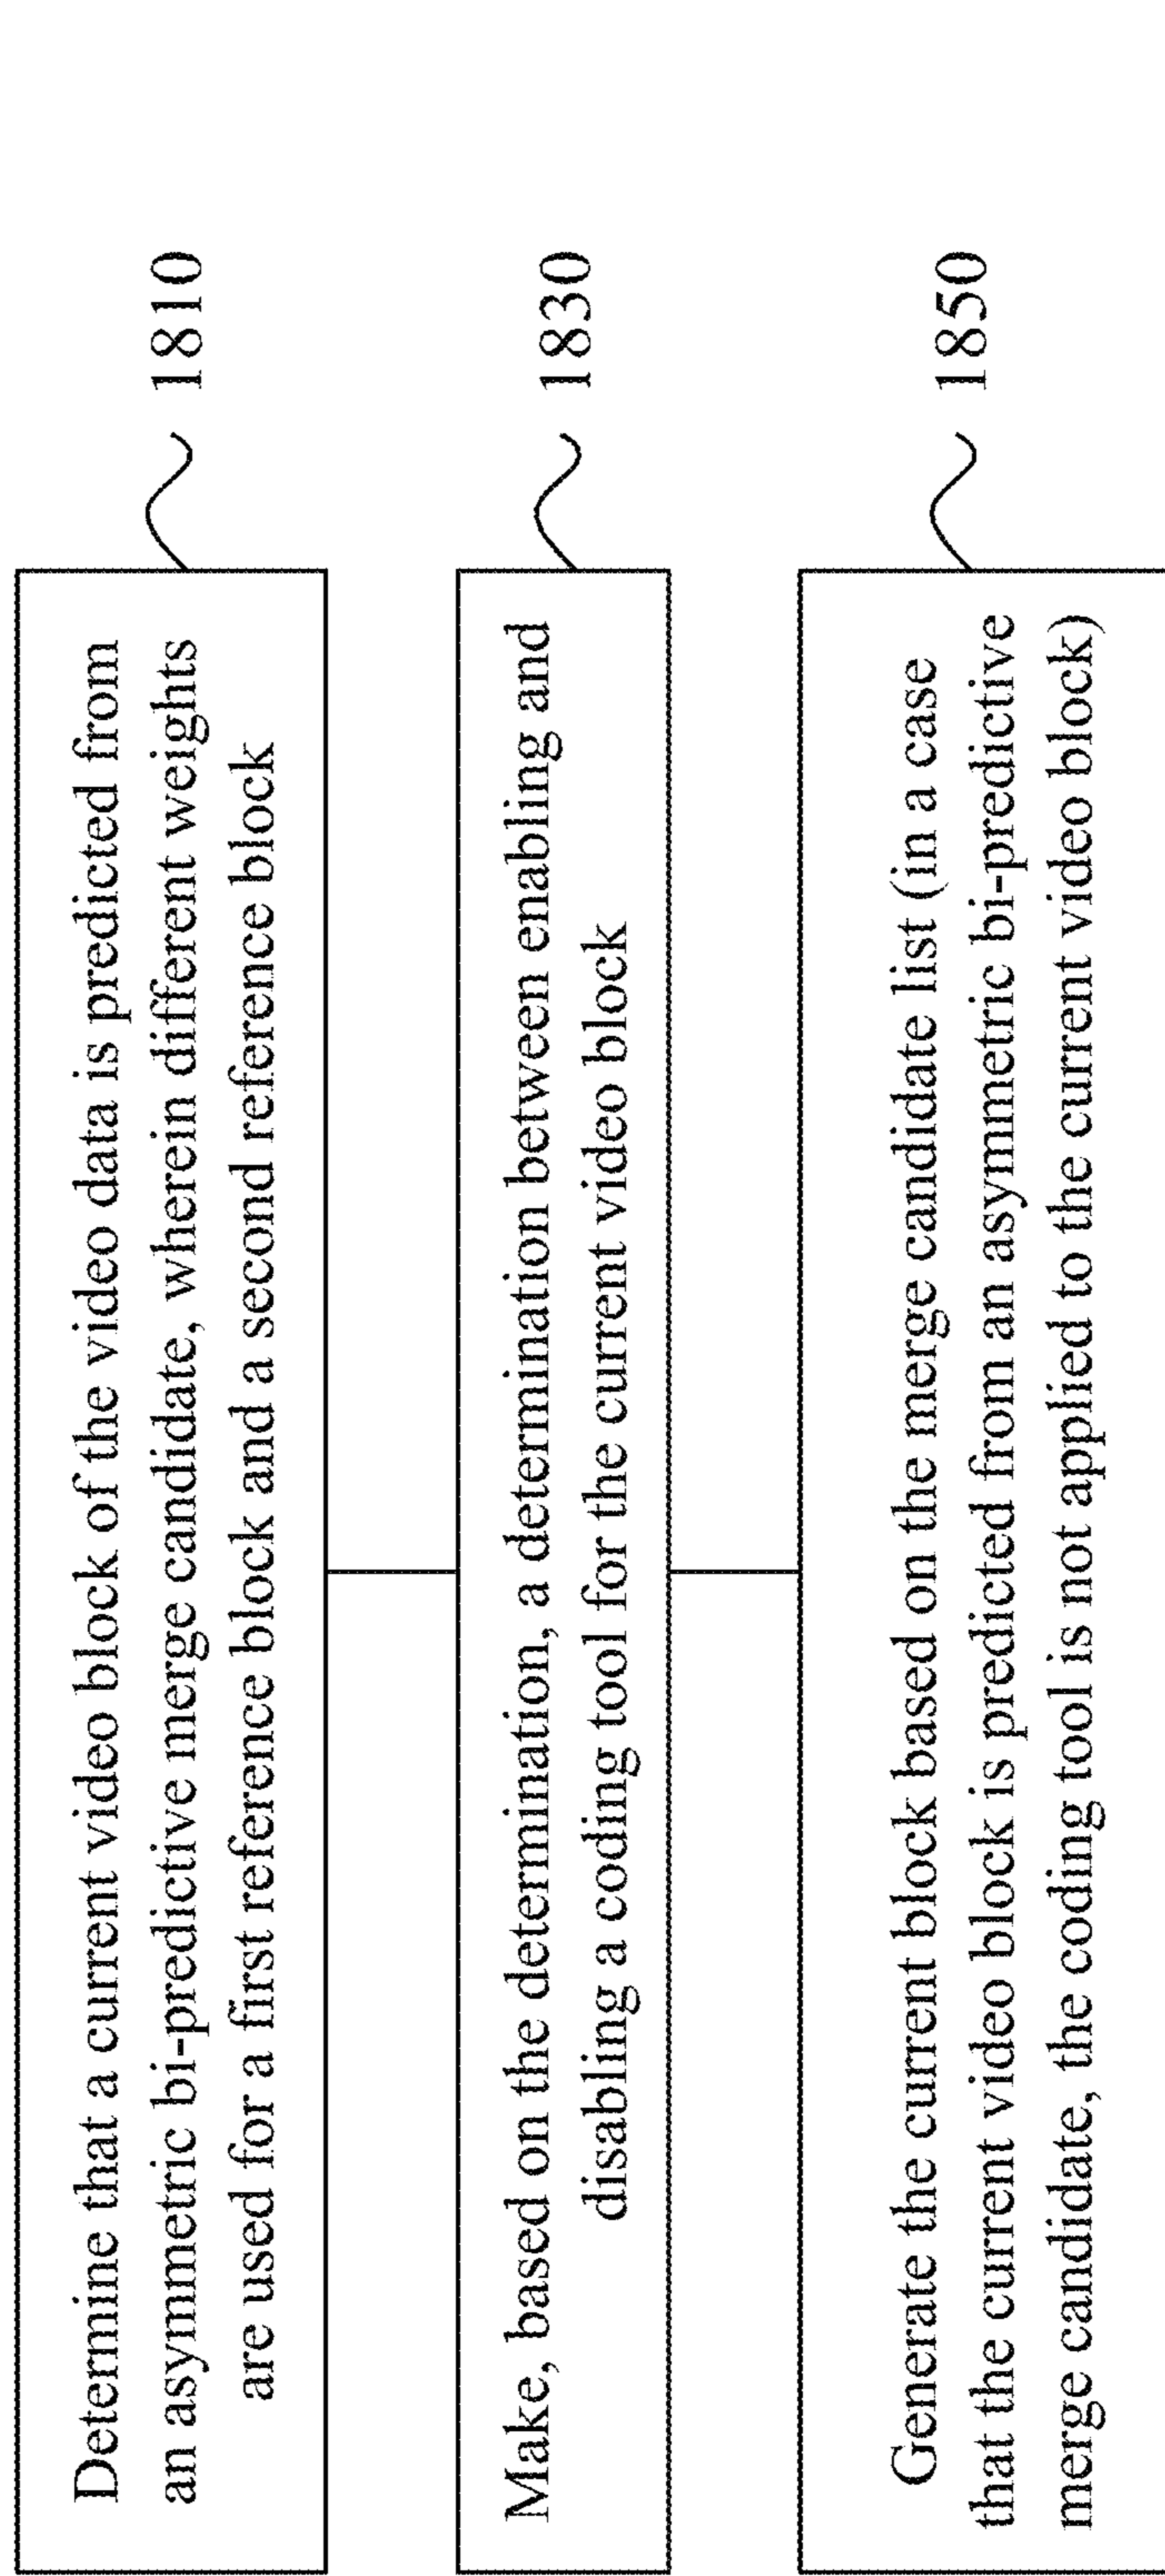 Determine that a current video block of the video data is predicted from
an asymmetric bi-predictive merge candidate, wherein different weights
are used for a first reference block and a second reference block
1810
Make, based on the determination, a determination between enabling and
disabling a coding tool for the current video block
1830
Generate the current block based on the merge candidate list (in a case
that the current video block is predicted from an asymmetric bi-predictive
merge candidate, the coding tool is not applied to the current video block)
1850